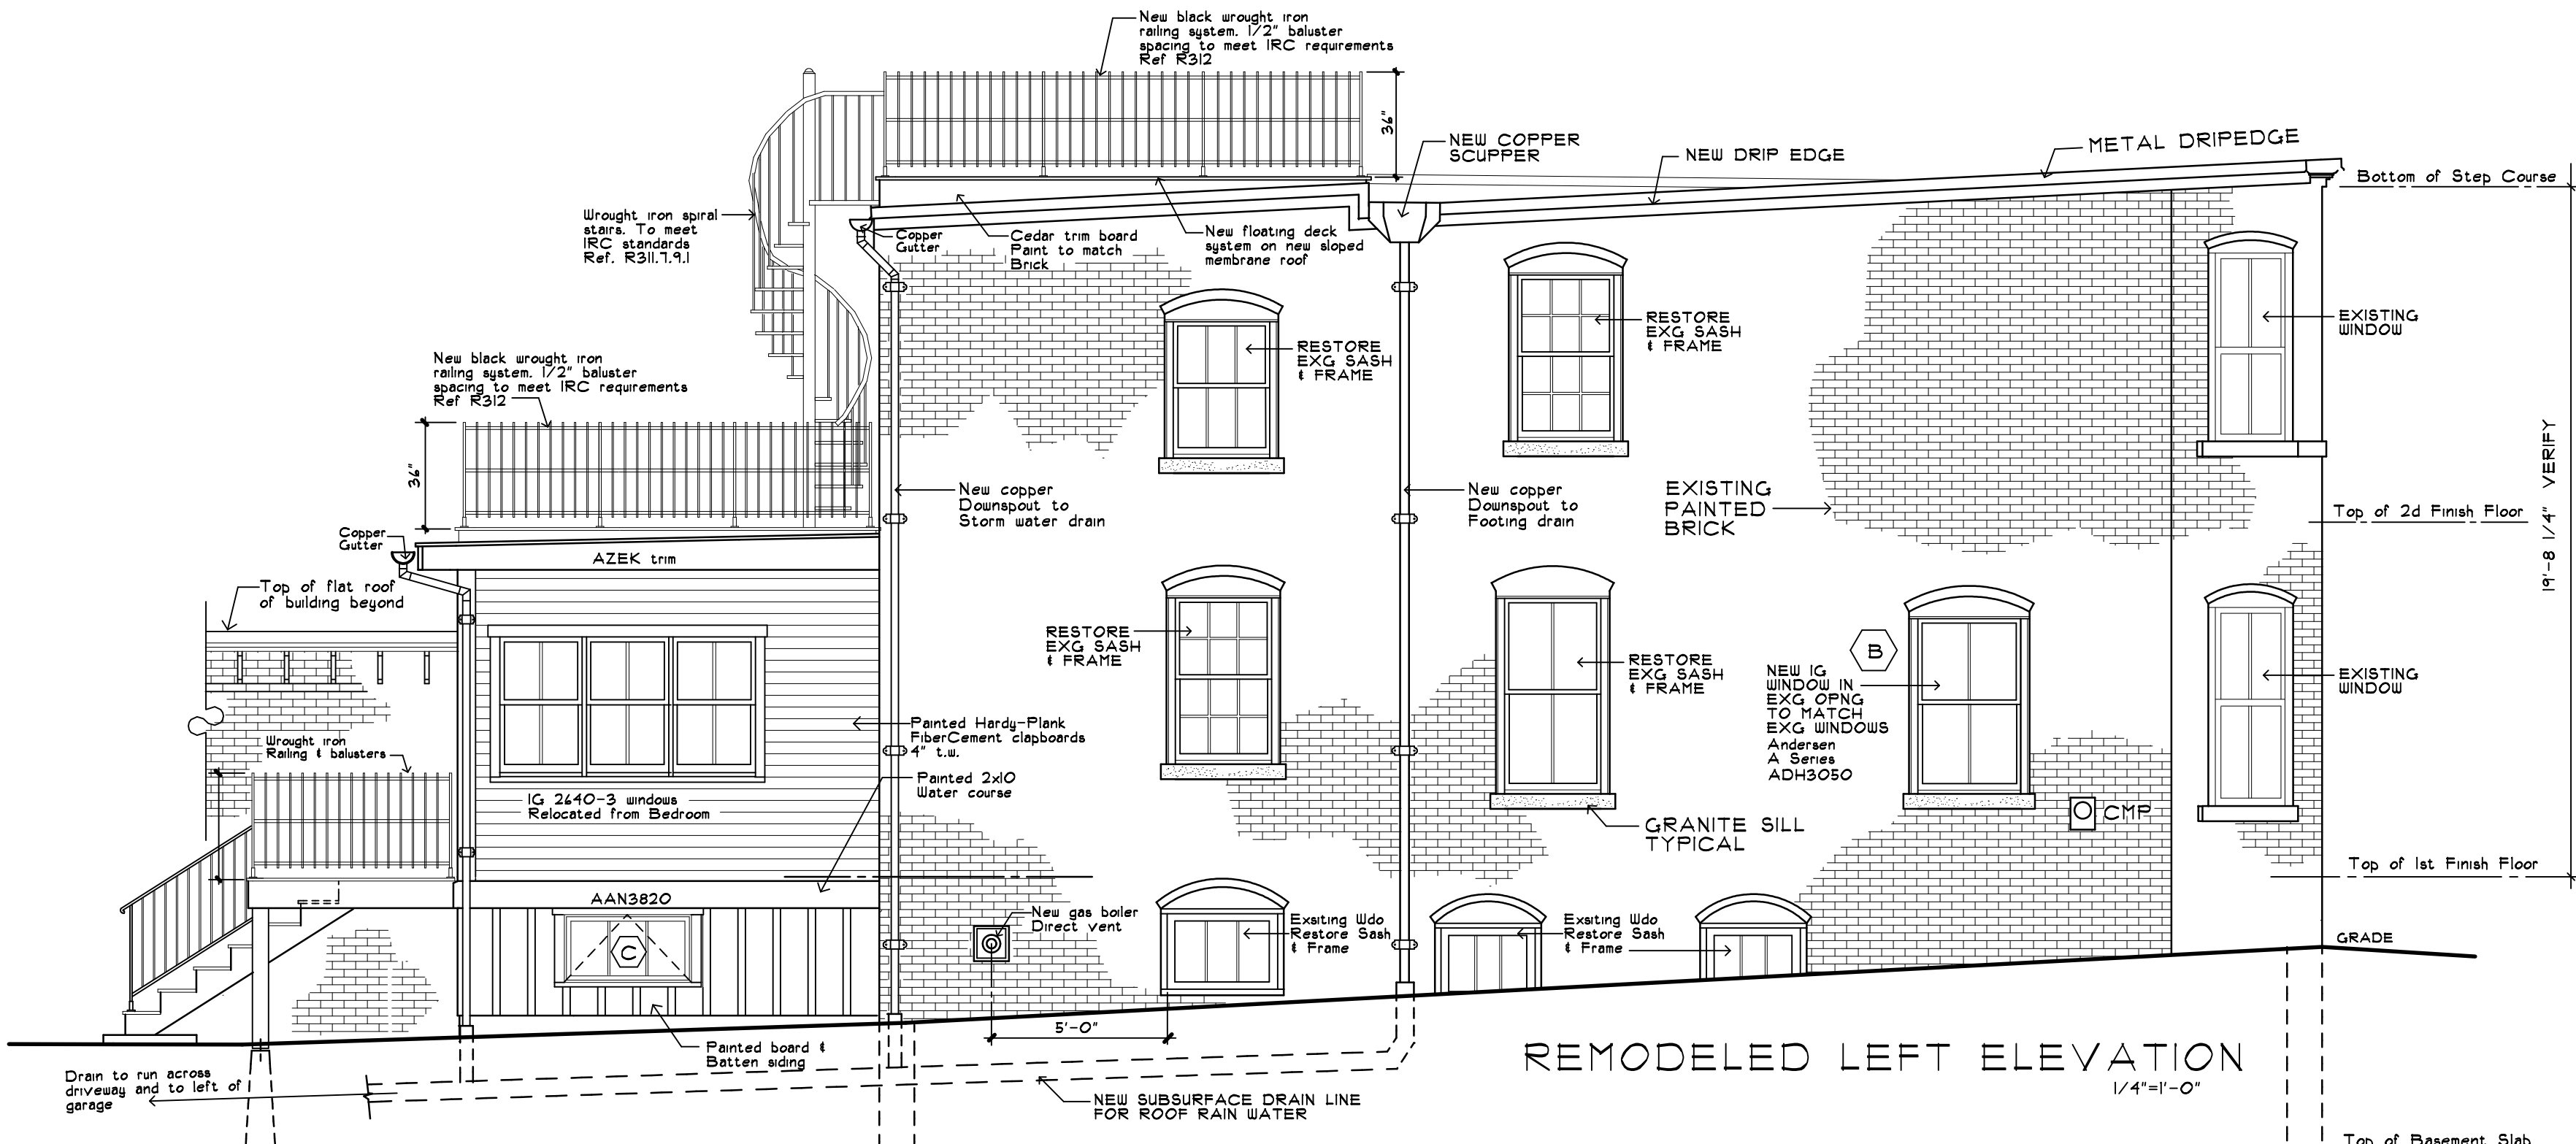 New black wrought iron
railing system. 1/2" baluster
spacing to meet IRC requirements
Ref R312
36"
NEW COPPER
SCUPPER
NEW DRIP EDGE
METAL DRIPEDGE
Bottom of Step Course
Wrought iron spiral
stairs. To meet
IRC standards
Ref. R311.7.9.1
Copper
Gutter
Cedar trim board
Paint to match
Brick
New floating deck
system on new sloped
membrane roof
RESTORE
EXG SASH
& FRAME
RESTORE
EXG SASH
& FRAME
EXISTING
WINDOW
New black wrought iron
railing system. 1/2" baluster
spacing to meet IRC requirements
Ref R312
36"
New copper
Downspout to
Storm water drain
New copper
Downspout to
Footing drain
EXISTING
PAINTED
BRICK
Top of 2d Finish Floor
19'-8 1/4" VERIFY
Copper
Gutter
AZEK trim
Top of flat roof
of building beyond
RESTORE
EXG SASH
& FRAME
RESTORE
EXG SASH
& FRAME
B
NEW IG
WINDOW IN
EXG OPNG
TO MATCH
EXG WINDOWS
Andersen
A Series
ADH3050
EXISTING
WINDOW
Wrought iron
Railing & balusters
Painted Hardy-Plank
FiberCement clapboards
4" t.w.
Painted 2x10
Water course
IG 2640-3 windows
Relocated from Bedroom
GRANITE SILL
TYPICAL
CMP
Top of 1st Finish Floor
AAN3820
C
New gas boiler
Direct vent
Exsiting Wdo
Restore Sash
& Frame
Exsiting Wdo
Restore Sash
& Frame
GRADE
5'-0"
Painted board &
Batten siding
Drain to run across
driveway and to left of
garage
NEW SUBSURFACE DRAIN LINE
FOR ROOF RAIN WATER
REMODELED LEFT ELEVATION
1/4"=1'-0"
Top of Basement Slab